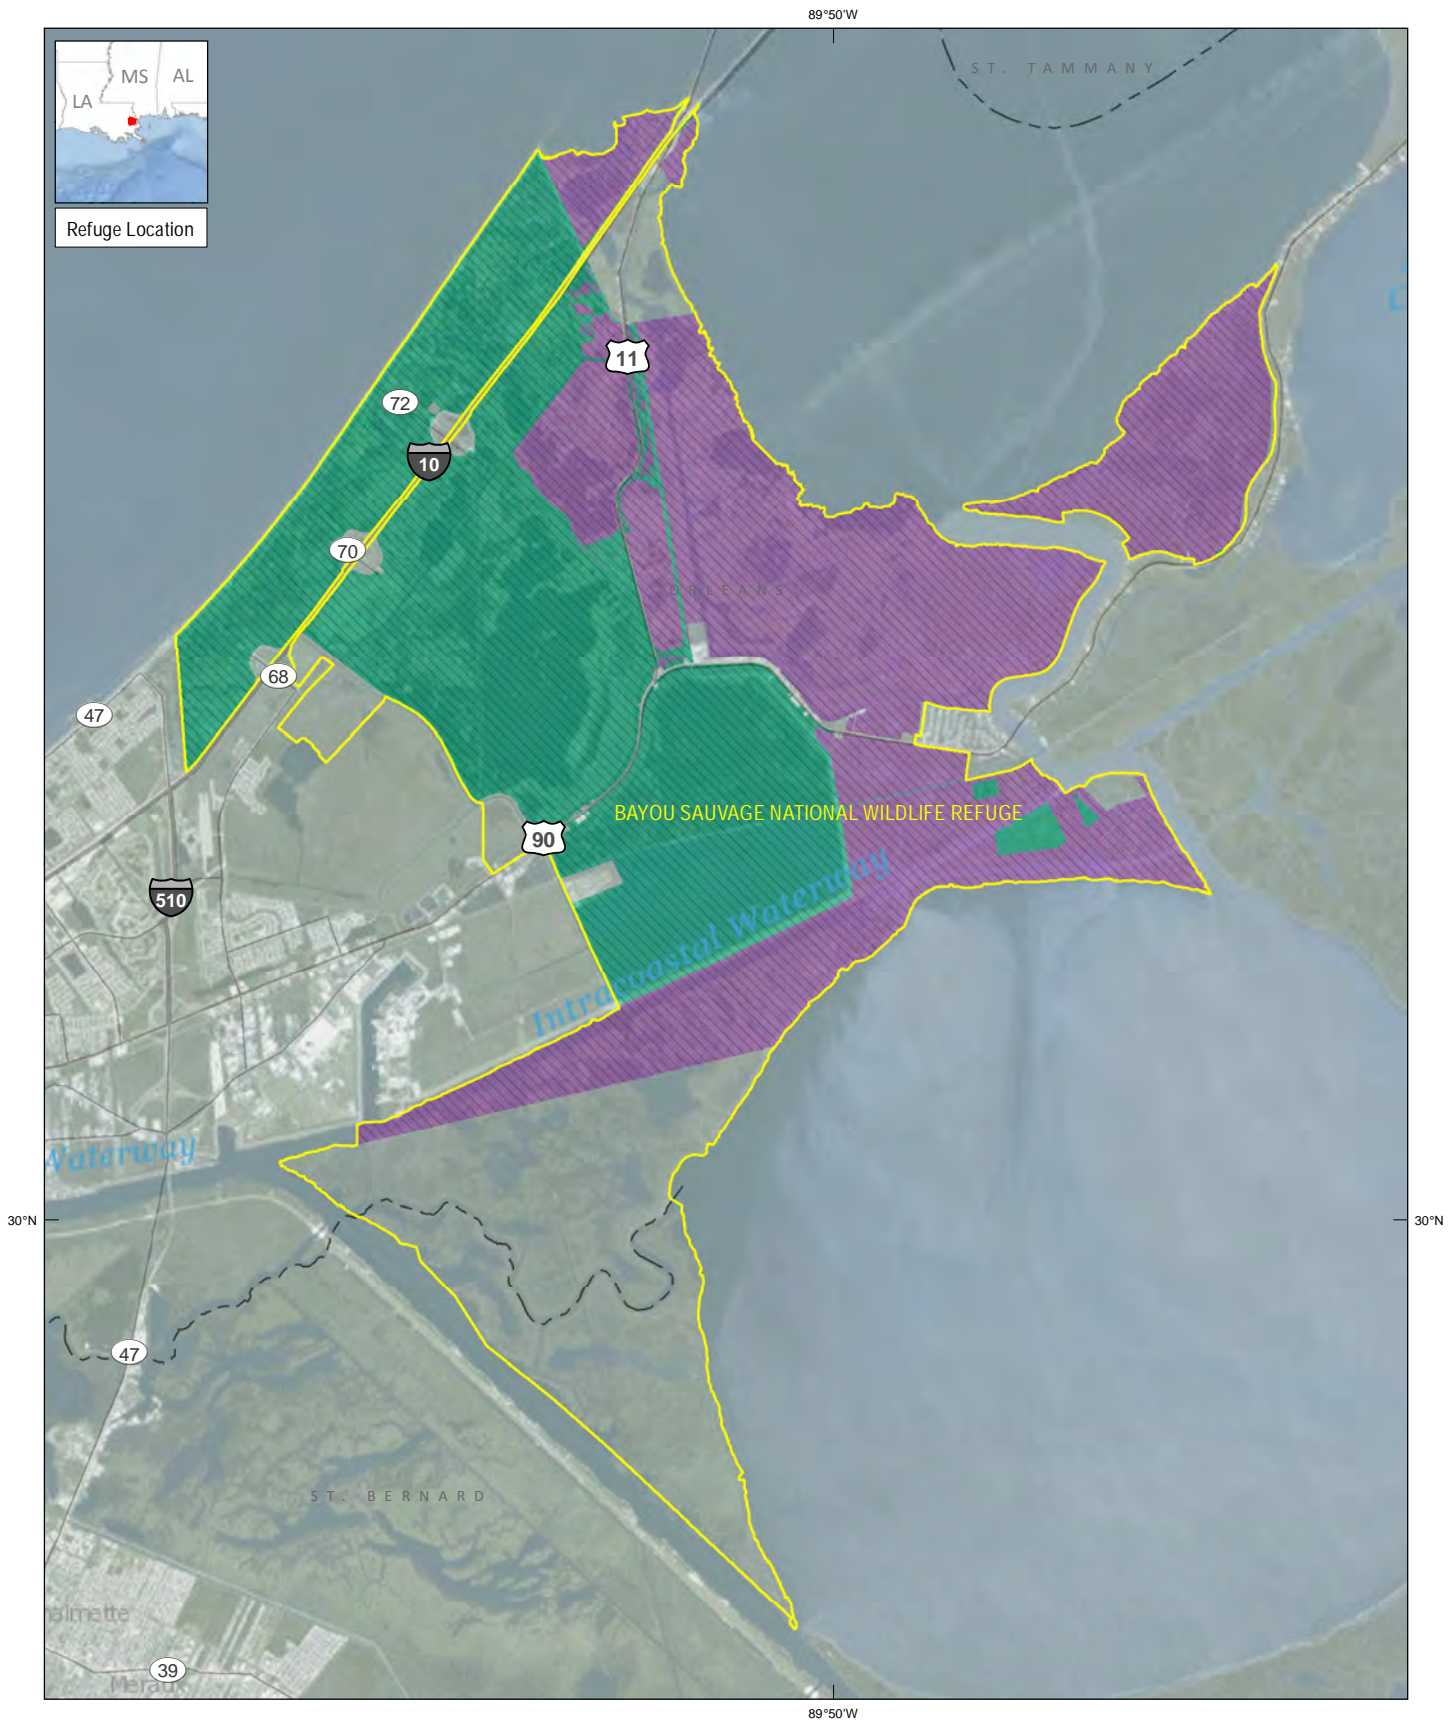 89°50'W
ST. TAMMANY
MS
AL
LA
Refuge Location
11
72
10
70
ORLEANS
68
47
BAYOU SAUVAGE NATIONAL WILDLIFE REFUGE
90
510
Intracoastal Waterway
Waterway
30°N
30°N
47
ST. BERNARD
39
89°50'W